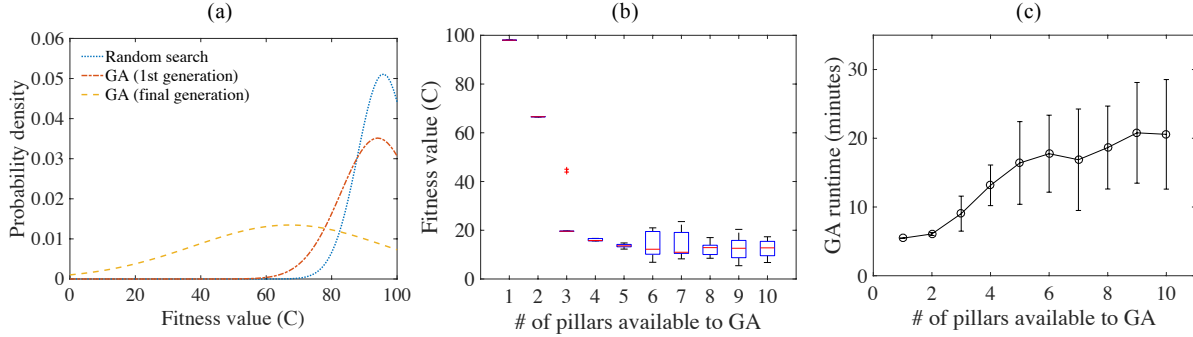 (a)
0.06
0.05
0.04
0.03
0.02
0.01
0
0 20 40 60 80 100
Probability density
Fitness value (C)
Random search
GA (1st generation)
GA (final generation)
(b)
100
80
60
40
20
0
1 2 3 4 5 6 7 8 9 10
Fitness value (C)
# of pillars available to GA
(c)
30
20
10
0
0 2 4 6 8 10
GA runtime (minutes)
# of pillars available to GA